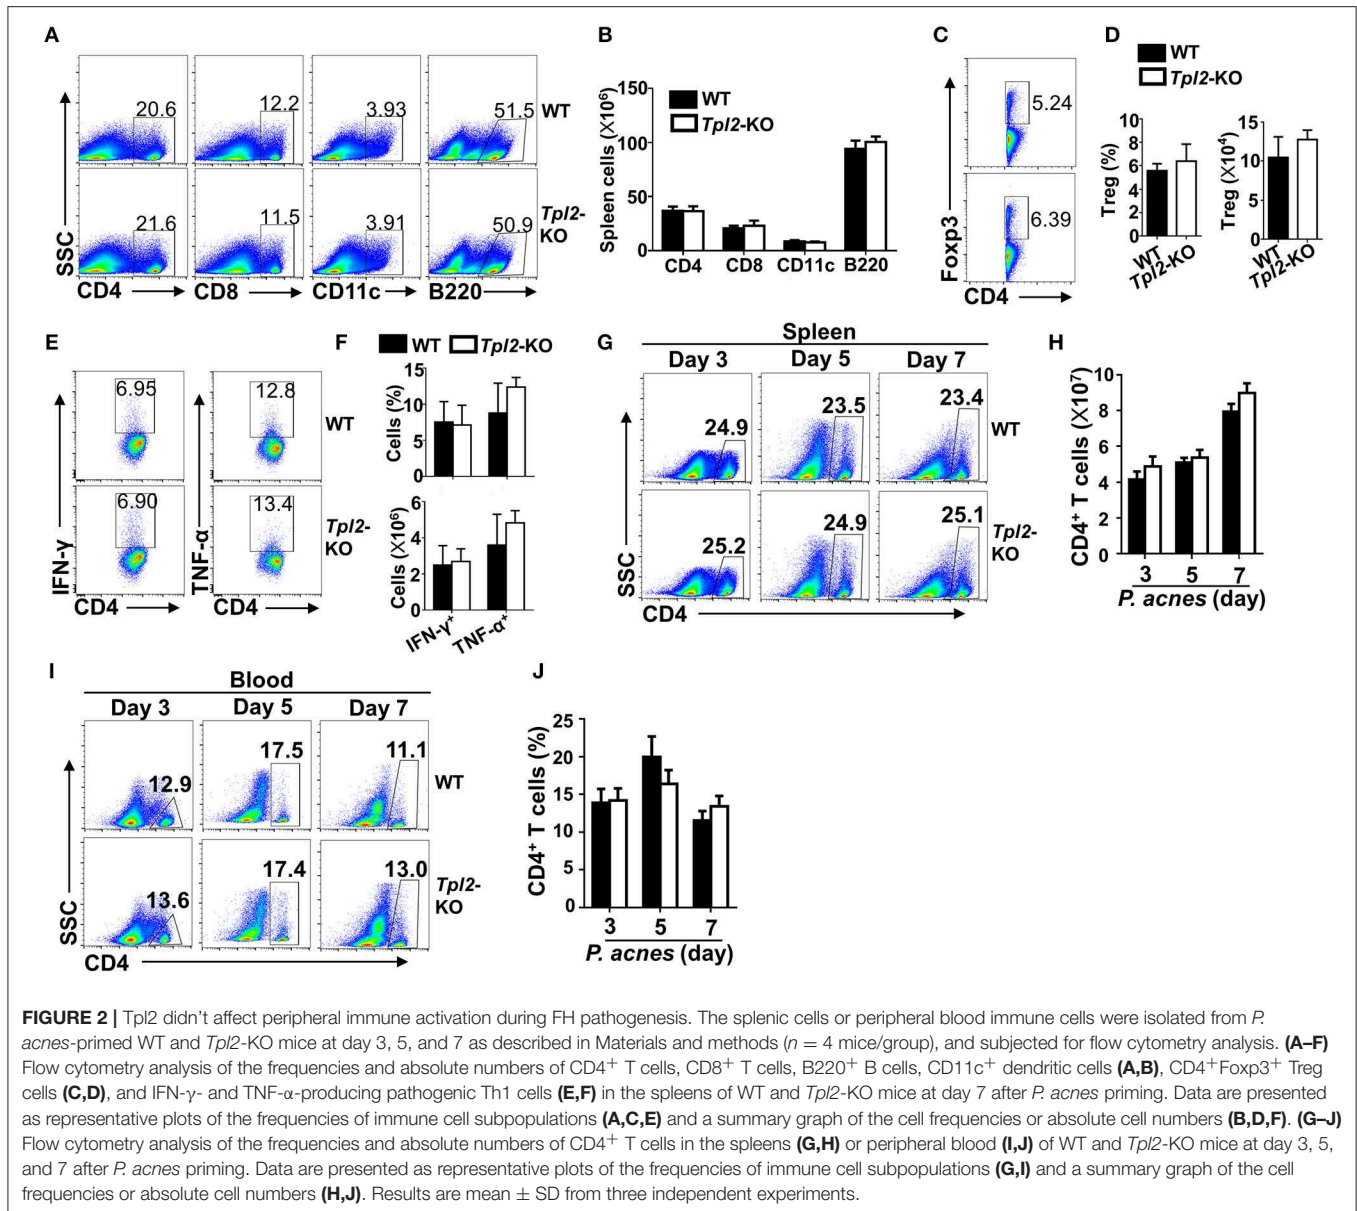 A
20.6
12.2
3.93
51.5
WT
21.6
11.5
3.91
50.9
Tpl2-
KO
SSC
CD4
CD8
CD11c
B220
B
WT
Tpl2-KO
Spleen cells (X10⁶)
150
100
50
0
CD4
CD8
CD11c
B220
C
5.24
6.39
Foxp3
CD4
D
WT
Tpl2-KO
Treg (%)
10
8
6
4
2
0
WT
Tpl2-KO
Treg (X10⁴)
15
10
5
0
WT
Tpl2-KO
E
6.95
12.8
WT
6.90
13.4
Tpl2-
KO
IFN-γ
TNF-α
CD4
CD4
F
WT
Tpl2-KO
Cells (%)
15
10
5
0
Cells (X10⁶)
6
4
2
0
IFN-γ⁺
TNF-α⁺
G
Spleen
Day 3
Day 5
Day 7
24.9
23.5
23.4
WT
25.2
24.9
25.1
Tpl2-
KO
SSC
CD4
H
CD4⁺ T cells (X10⁷)
10
8
6
4
2
0
3
5
7
P. acnes (day)
I
Blood
Day 3
Day 5
Day 7
12.9
17.5
11.1
WT
13.6
17.4
13.0
Tpl2-
KO
SSC
CD4
J
CD4⁺ T cells (%)
25
20
15
10
5
0
3
5
7
P. acnes (day)
FIGURE 2 | Tpl2 didn't affect peripheral immune activation during FH pathogenesis. The splenic cells or peripheral blood immune cells were isolated from P.
acnes-primed WT and Tpl2-KO mice at day 3, 5, and 7 as described in Materials and methods (n = 4 mice/group), and subjected for flow cytometry analysis. (A–F)
Flow cytometry analysis of the frequencies and absolute numbers of CD4⁺ T cells, CD8⁺ T cells, B220⁺ B cells, CD11c⁺ dendritic cells (A,B), CD4⁺Foxp3⁺ Treg
cells (C,D), and IFN-γ- and TNF-α-producing pathogenic Th1 cells (E,F) in the spleens of WT and Tpl2-KO mice at day 7 after P. acnes priming. Data are presented
as representative plots of the frequencies of immune cell subpopulations (A,C,E) and a summary graph of the cell frequencies or absolute cell numbers (B,D,F). (G–J)
Flow cytometry analysis of the frequencies and absolute numbers of CD4⁺ T cells in the spleens (G,H) or peripheral blood (I,J) of WT and Tpl2-KO mice at day 3, 5,
and 7 after P. acnes priming. Data are presented as representative plots of the frequencies of immune cell subpopulations (G,I) and a summary graph of the cell
frequencies or absolute cell numbers (H,J). Results are mean ± SD from three independent experiments.